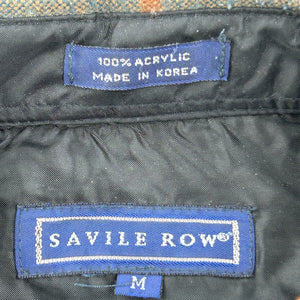 100% ACRYLIC
MADE IN KOREA
SAVILE ROW®
M